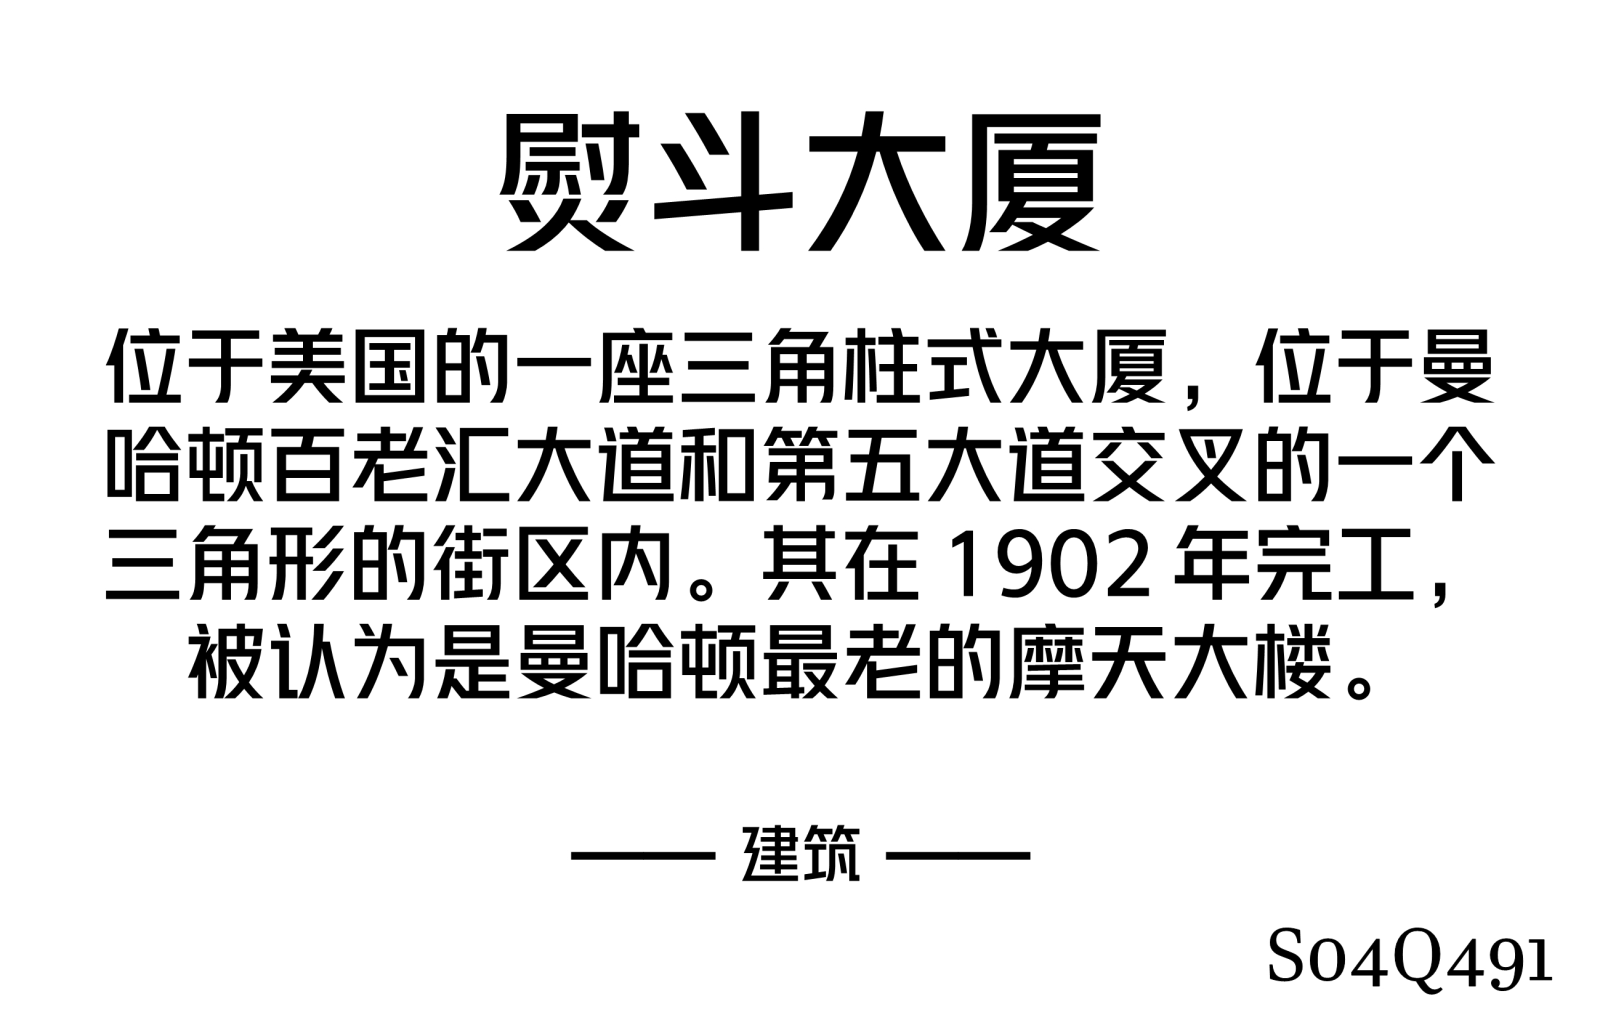 熨斗大厦
位于美国的一座三角柱式大厦，位于曼
哈顿百老汇大道和第五大道交叉的一个
三角形的街区内。其在 1902 年完工，
被认为是曼哈顿最老的摩天大楼。
建筑
S04Q491